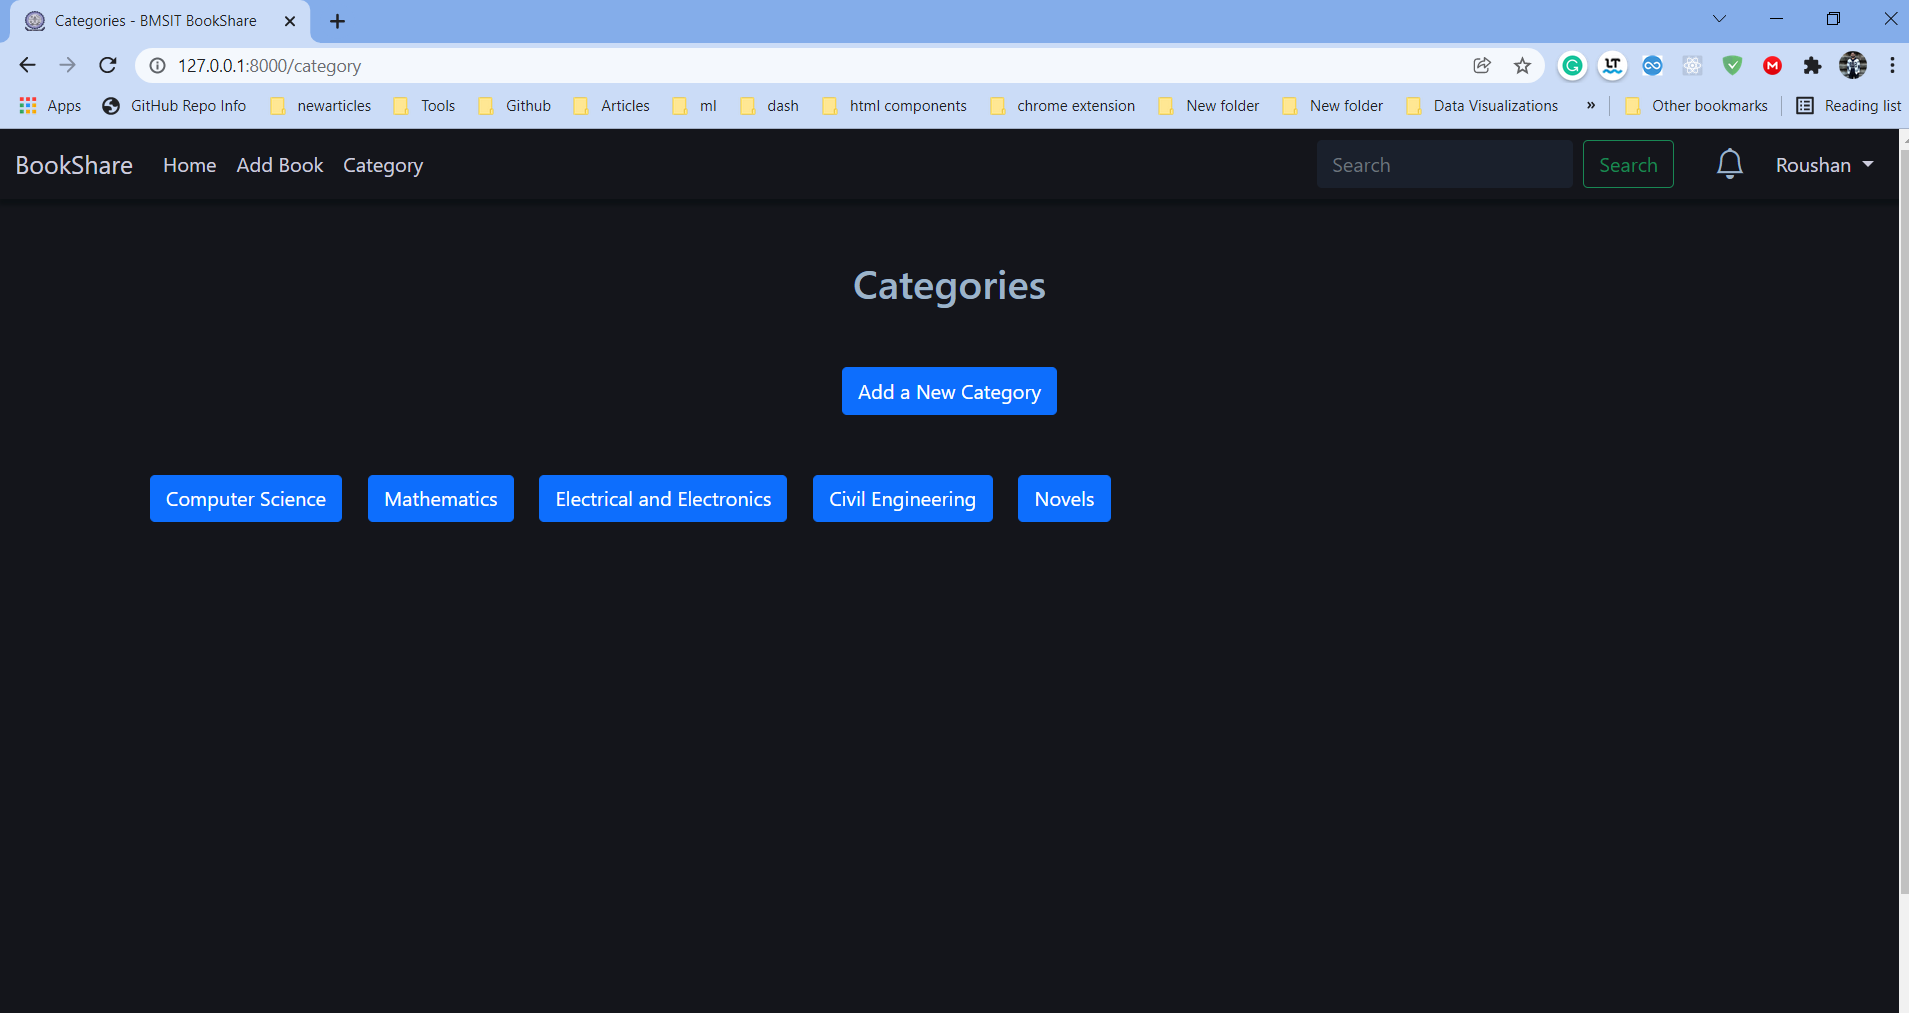 Categories - BMSIT BookShare
127.0.0.1:8000/category
Apps GitHub Repo Info newarticles Tools Github Articles ml dash html components chrome extension New folder New folder Data Visualizations » Other bookmarks Reading list
BookShare Home Add Book Category Search Search Roushan
Categories
Add a New Category
Computer Science Mathematics Electrical and Electronics Civil Engineering Novels